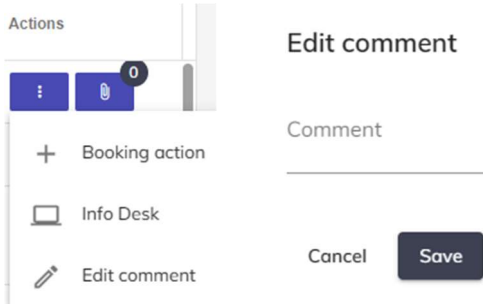 Actions
0
Booking action
Info Desk
Edit comment
Edit comment
Comment
Cancel
Save